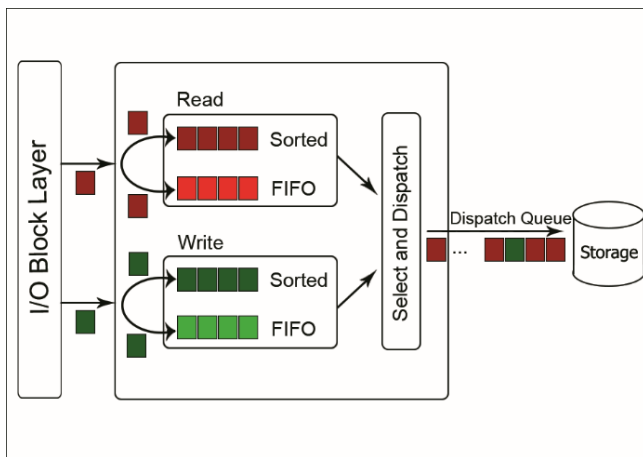 I/O Block Layer
Read
Sorted
FIFO
Write
Sorted
FIFO
Select and Dispatch
Dispatch Queue
...
Storage